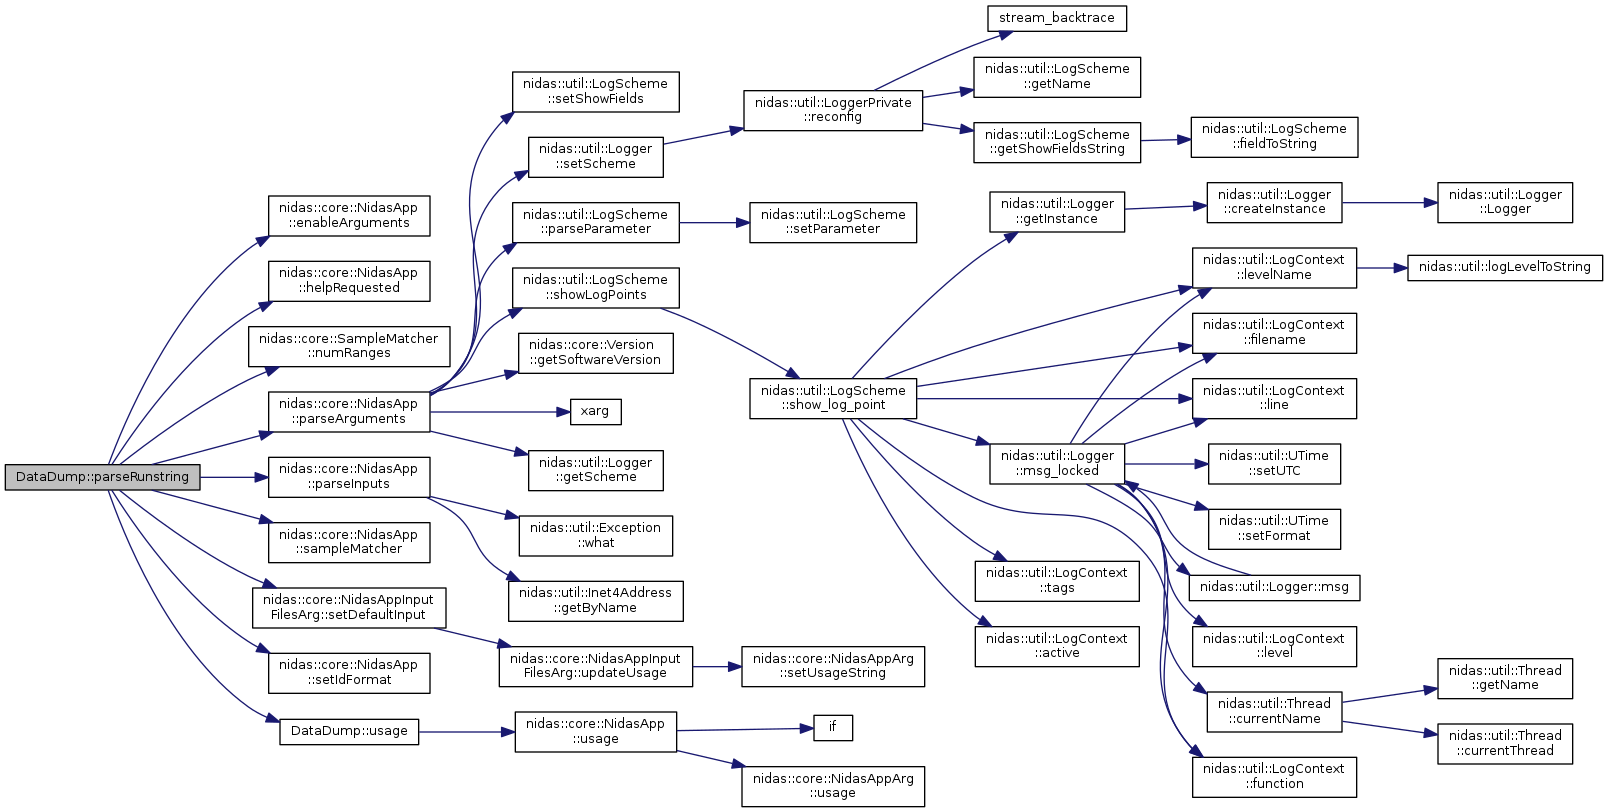 DataDump::parseRunstring
nidas::core::NidasApp
::enableArguments
nidas::core::NidasApp
::helpRequested
nidas::core::SampleMatcher
::numRanges
nidas::core::NidasApp
::parseArguments
nidas::core::NidasApp
::parseInputs
nidas::core::NidasApp
::sampleMatcher
nidas::core::NidasAppInput
FilesArg::setDefaultInput
nidas::core::NidasApp
::setIdFormat
DataDump::usage
nidas::util::LogScheme
::setShowFields
nidas::util::Logger
::setScheme
nidas::util::LogScheme
::parseParameter
nidas::util::LogScheme
::showLogPoints
nidas::core::Version
::getSoftwareVersion
xarg
nidas::util::Logger
::getScheme
nidas::util::Exception
::what
nidas::util::Inet4Address
::getByName
nidas::core::NidasAppInput
FilesArg::updateUsage
nidas::core::NidasApp
::usage
nidas::util::LoggerPrivate
::reconfig
nidas::util::LogScheme
::setParameter
nidas::util::LogScheme
::show_log_point
nidas::core::NidasAppArg
::setUsageString
if
nidas::core::NidasAppArg
::usage
stream_backtrace
nidas::util::LogScheme
::getName
nidas::util::LogScheme
::getShowFieldsString
nidas::util::Logger
::getInstance
nidas::util::Logger
::msg_locked
nidas::util::LogContext
::tags
nidas::util::LogContext
::active
nidas::util::LogScheme
::fieldToString
nidas::util::Logger
::createInstance
nidas::util::LogContext
::levelName
nidas::util::LogContext
::filename
nidas::util::LogContext
::line
nidas::util::UTime
::setUTC
nidas::util::UTime
::setFormat
nidas::util::Logger::msg
nidas::util::LogContext
::level
nidas::util::Thread
::currentName
nidas::util::LogContext
::function
nidas::util::Logger
::Logger
nidas::util::logLevelToString
nidas::util::Thread
::getName
nidas::util::Thread
::currentThread